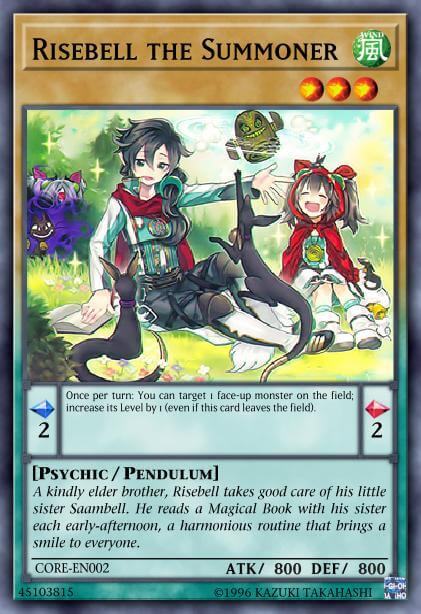 RISEBELL THE SUMMONER
WIND
風
Once per turn: You can target 1 face-up monster on the field;
increase its Level by 1 (even if this card leaves the field).
2
2
[PSYCHIC / PENDULUM]
A kindly elder brother, Risebell takes good care of his little
sister Saambell. He reads a Magical Book with his sister
each early-afternoon, a harmonious routine that brings a
smile to everyone.
CORE-EN002
ATK/ 800 DEF/ 800
45103815
©1996 KAZUKI TAKAHASHI